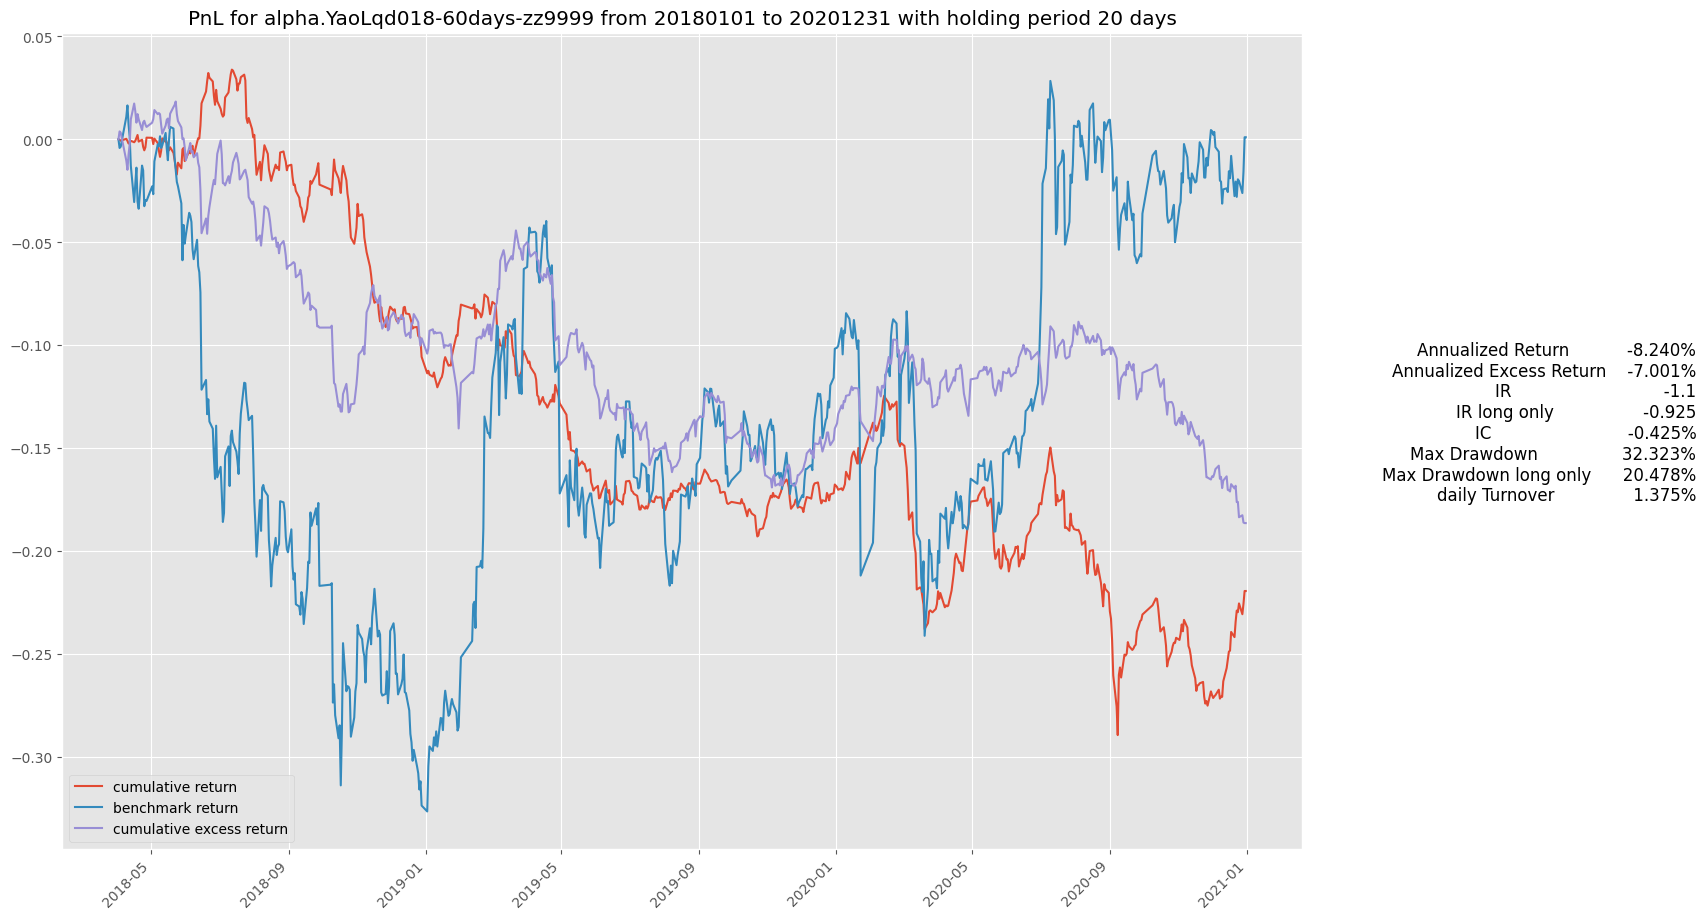 PnL for alpha.YaoLqd018-60days-zz9999 from 20180101 to 20201231 with holding period 20 days
0.05
0.00
−0.05
−0.10
−0.15
−0.20
−0.25
−0.30
cumulative return
benchmark return
cumulative excess return
2018-05
2018-09
2019-01
2019-05
2019-09
2020-01
2020-05
2020-09
2021-01
Annualized Return -8.240%
Annualized Excess Return -7.001%
IR -1.1
IR long only -0.925
IC -0.425%
Max Drawdown 32.323%
Max Drawdown long only 20.478%
daily Turnover 1.375%